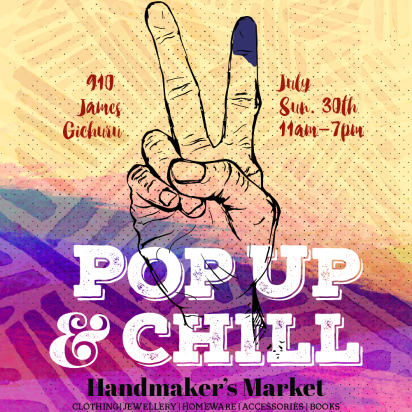 910
James
Gichuru
July
Sun. 30th
11am-7pm
POP UP
& CHILL
Handmaker's Market
CLOTHING| JEWELLERY | HOMEWARE | ACCESSORIES | BOOKS